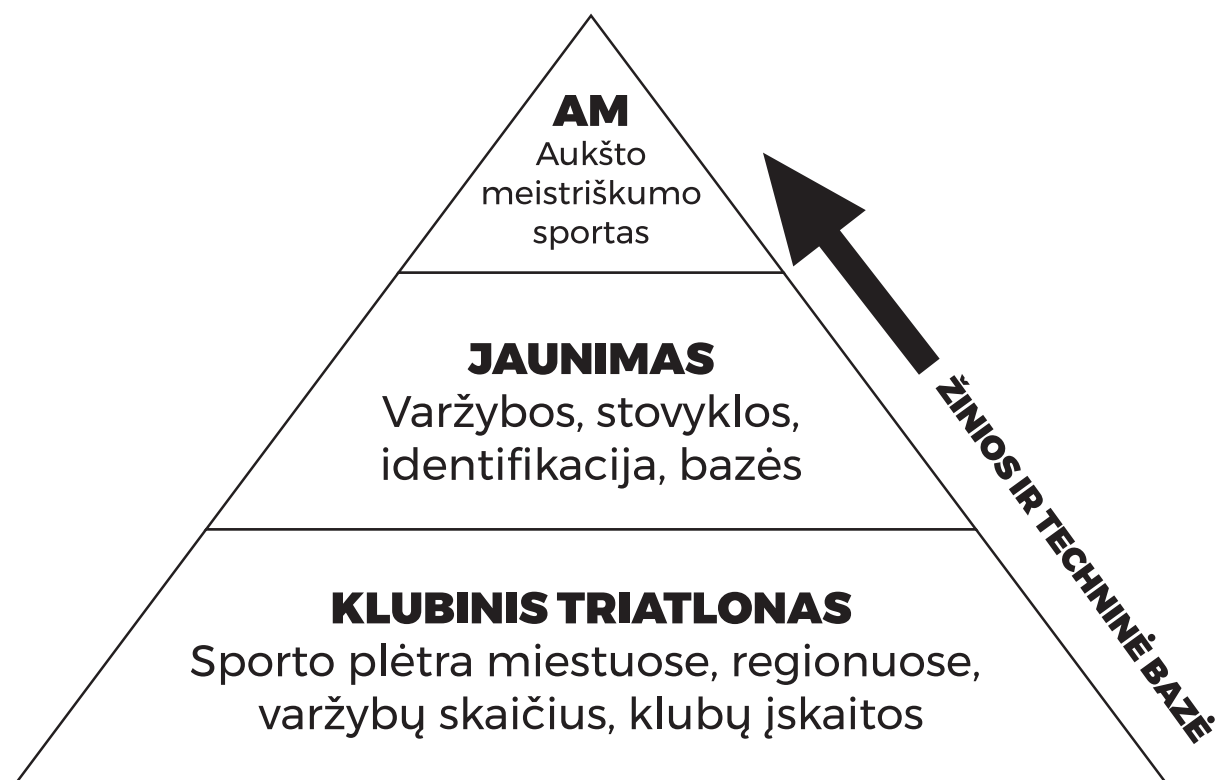 AM
Aukšto
meistriškumo
sportas
JAUNIMAS
Varžybos, stovyklos,
identifikacija, bazės
KLUBINIS TRIATLONAS
Sporto plėtra miestuose, regionuose,
varžybų skaičius, klubų įskaitos
ŽINIOS IR TECHNINĖ BAZĖ